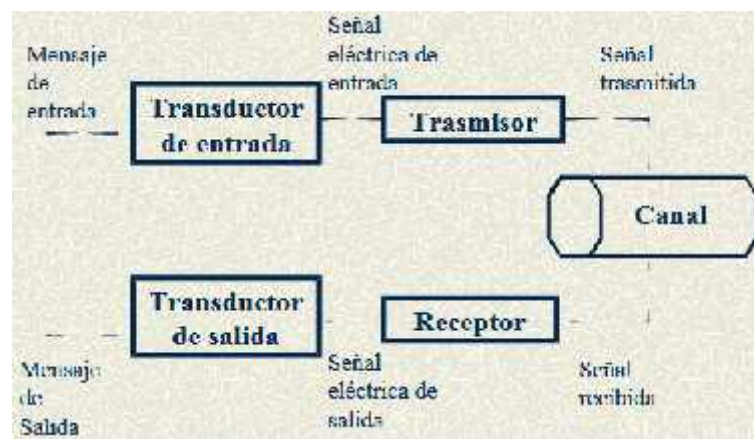 Mensaje
de
entrada
Transductor
de entrada
Señal
eléctrica de
entrada
Trasmisor
Señal
trasmitida
Canal
Señal
recibida
Receptor
Señal
eléctrica de
salida
Transductor
de salida
Mensaje
de
Salida